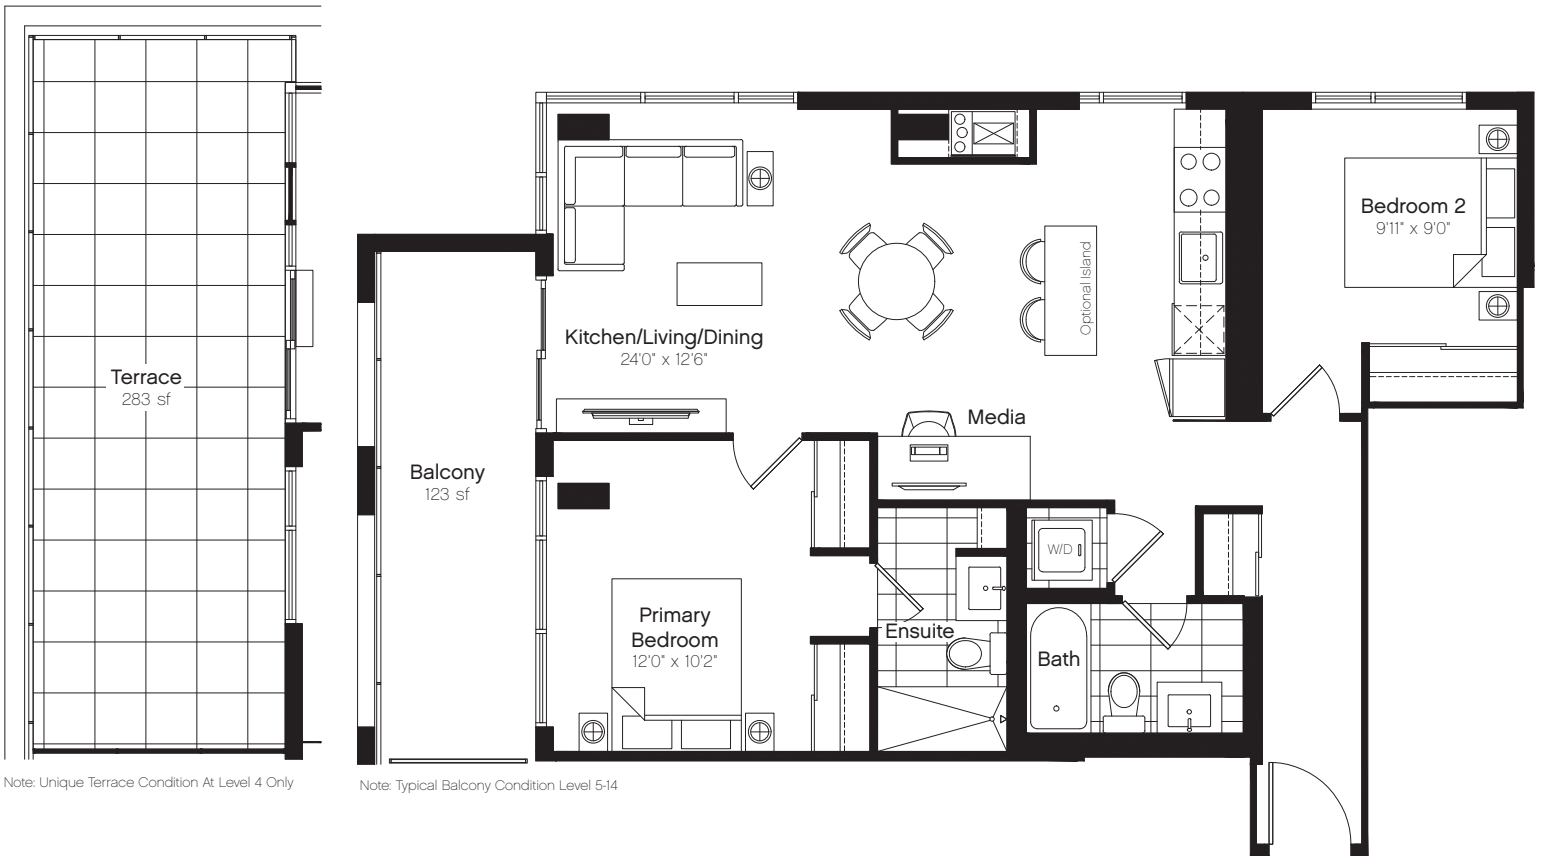 Terrace
283 sf
Note: Unique Terrace Condition At Level 4 Only
Balcony
123 sf
Note: Typical Balcony Condition Level 5-14
Kitchen/Living/Dining
24'0" x 12'6"
Optional Island
Bedroom 2
9'11" x 9'0"
Media
Primary
Bedroom
12'0" x 10'2"
Ensuite
W/D
Bath